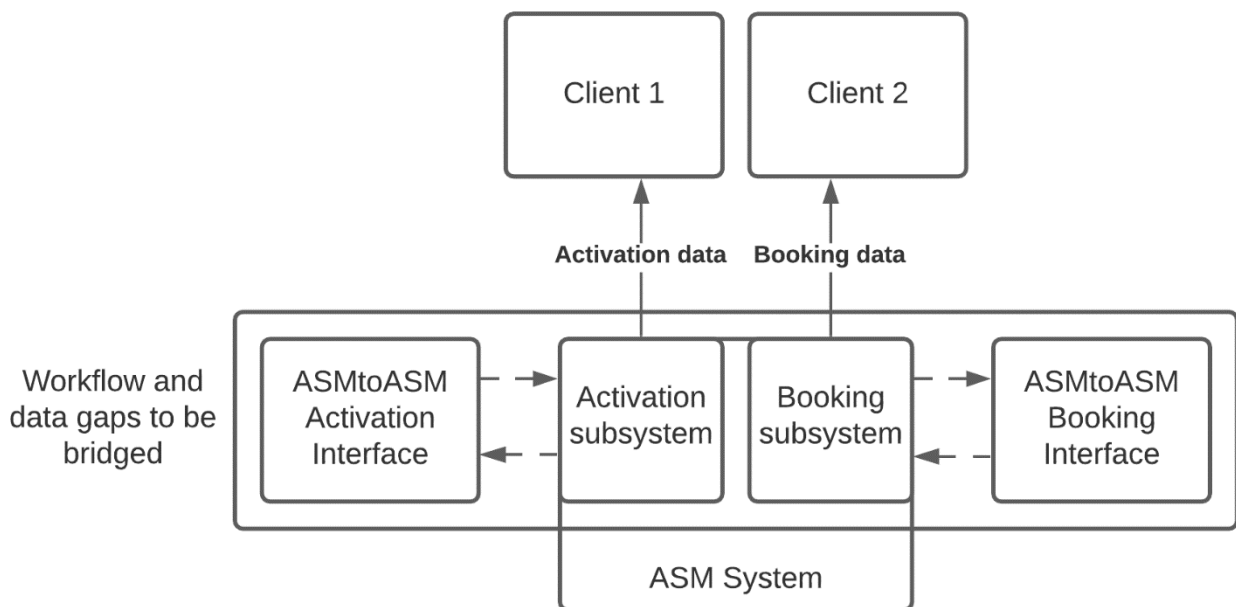 Client 1
Client 2
Activation data
Booking data
Workflow and
data gaps to be
bridged
ASMtoASM
Activation
Interface
Activation
subsystem
Booking
subsystem
ASMtoASM
Booking
Interface
ASM System